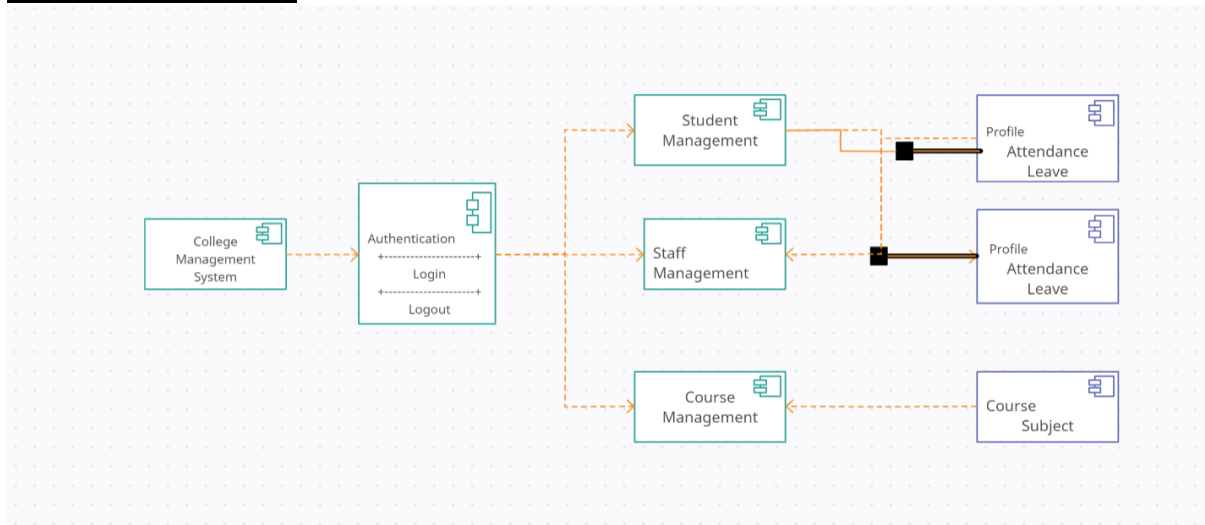 College
Management
System
Authentication
+----------------------+
Login
+----------------------+
Logout
Student
Management
Staff
Management
Course
Management
Profile
Attendance
Leave
Profile
Attendance
Leave
Course
Subject